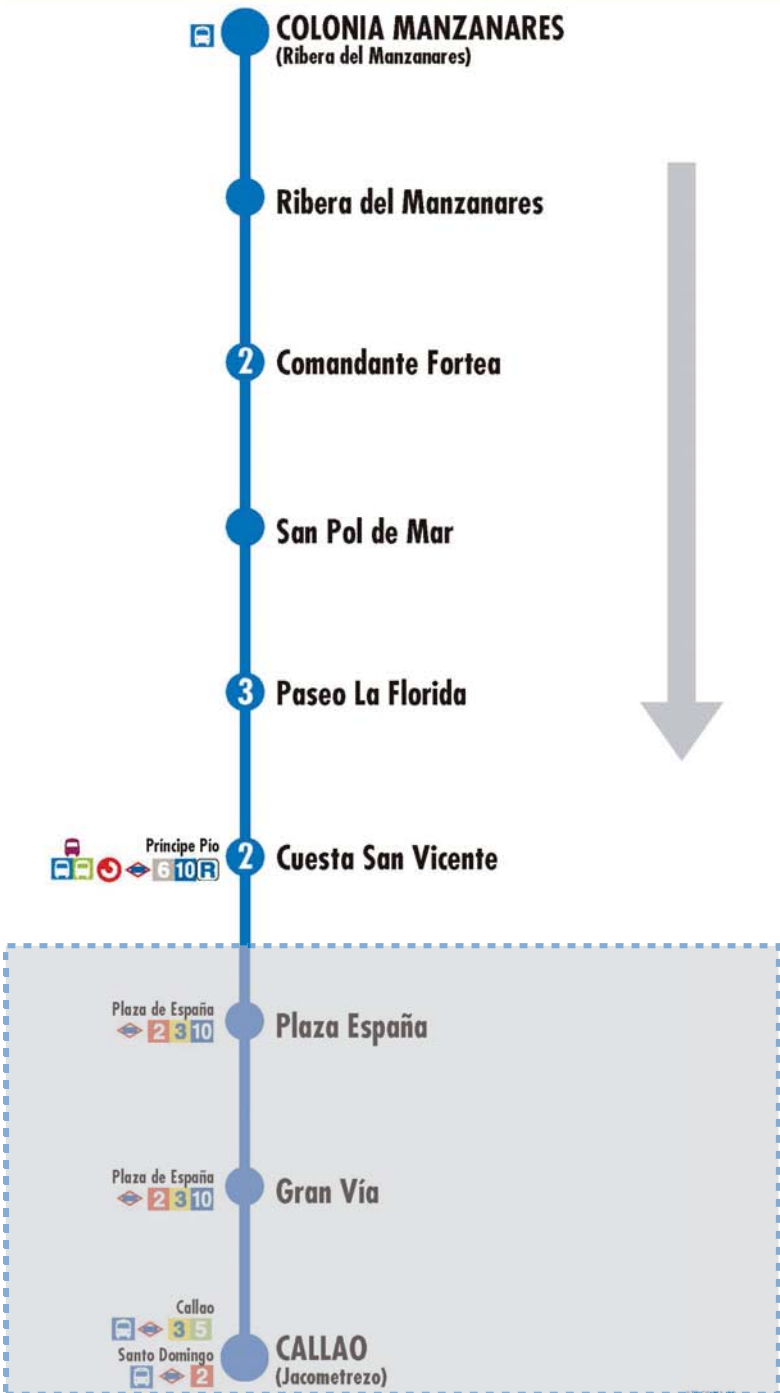 COLONIA MANZANARES
(Ribera del Manzanares)
Ribera del Manzanares
2 Comandante Fortea
San Pol de Mar
3 Paseo La Florida
Príncipe Pío
6 10 R 2 Cuesta San Vicente
Plaza de España
2 3 10 Plaza España
Plaza de España
2 3 10 Gran Vía
Callao
3 5
Santo Domingo
2
CALLAO
(Jacometrezo)